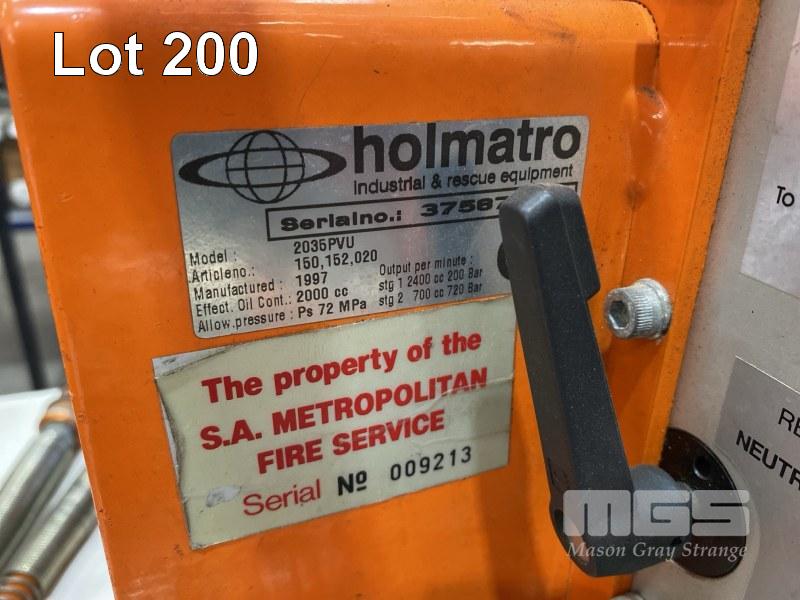 Lot 200
holmatro
industrial & rescue equipment
Serialno.: 3758
Model : 2035PVU
Articleno.: 150,152,020
Manufactured : 1997
Effect. Oil Cont.: 2000 cc
Allow.pressure : Ps 72 MPa
Output per minute :
stg 1 2400 cc 200 Bar
stg 2 700 cc 720 Bar
The property of the
S.A. METROPOLITAN
FIRE SERVICE
Serial No 009213
To
RE
NEUTR
MGS
Mason Gray Strange